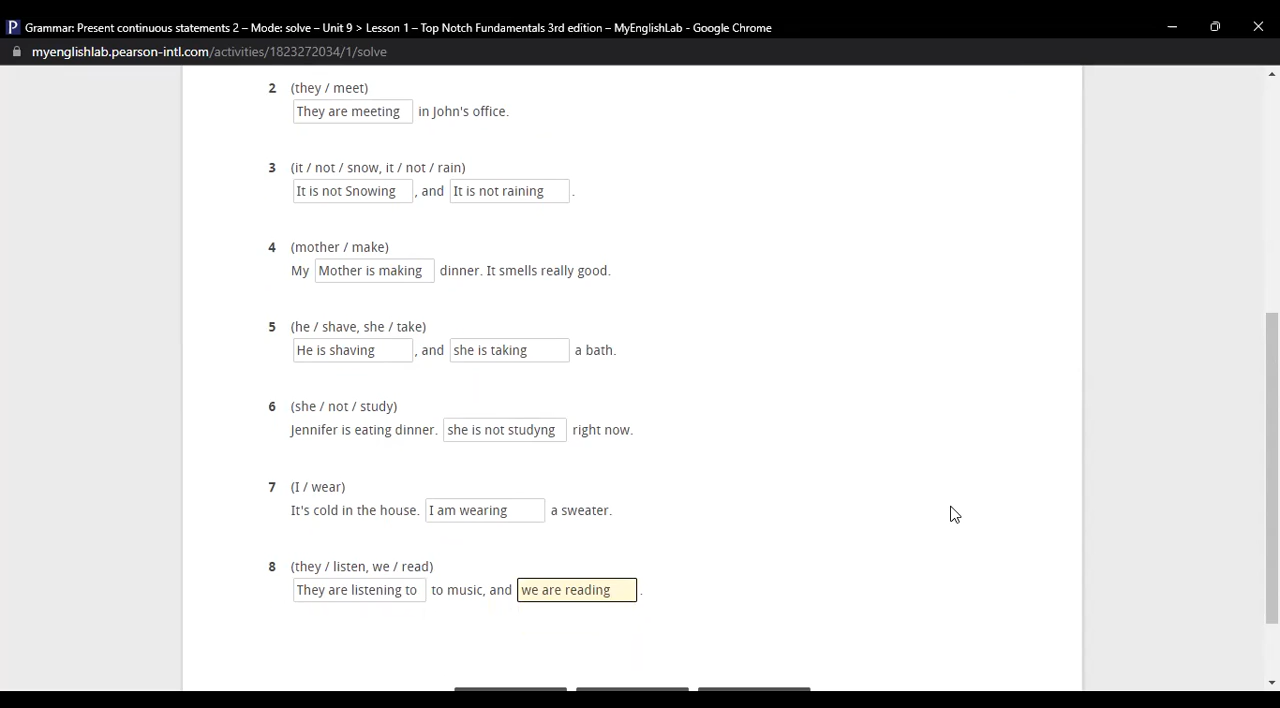 Grammar: Present continuous statements 2 – Mode: solve – Unit 9 > Lesson 1 – Top Notch Fundamentals 3rd edition – MyEnglishLab - Google Chrome
myenglishlab.pearson-intl.com/activities/1823272034/1/solve
2 (they / meet)
They are meeting in John's office.
3 (it / not / snow, it / not / rain)
It is not Snowing , and It is not raining .
4 (mother / make)
My Mother is making dinner. It smells really good.
5 (he / shave, she / take)
He is shaving , and she is taking a bath.
6 (she / not / study)
Jennifer is eating dinner. she is not studyng right now.
7 (I / wear)
It's cold in the house. I am wearing a sweater.
8 (they / listen, we / read)
They are listening to to music, and we are reading .